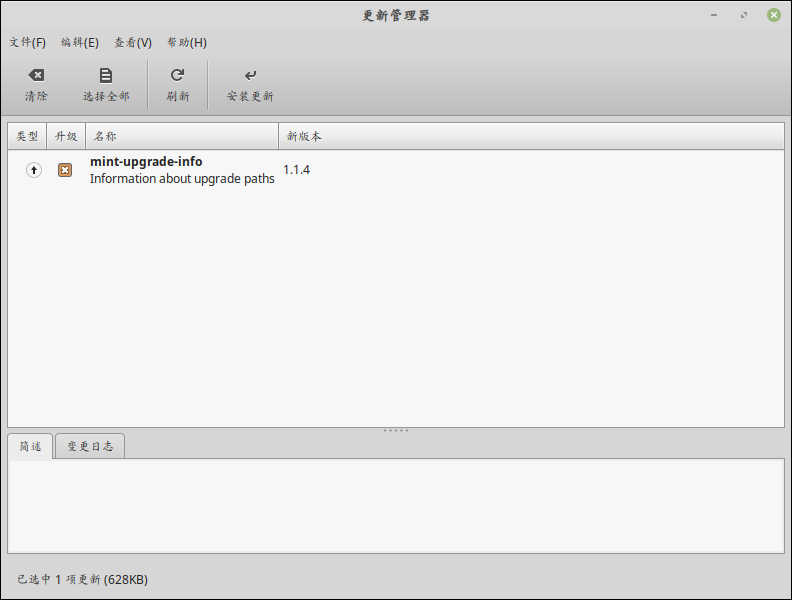 更新管理器
文件(F) 编辑(E) 查看(V) 帮助(H)
清除 选择全部 刷新 安装更新
类型 升级 名称 新版本
mint-upgrade-info
Information about upgrade paths 1.1.4
简述 变更日志
已选中 1 项更新 (628KB)